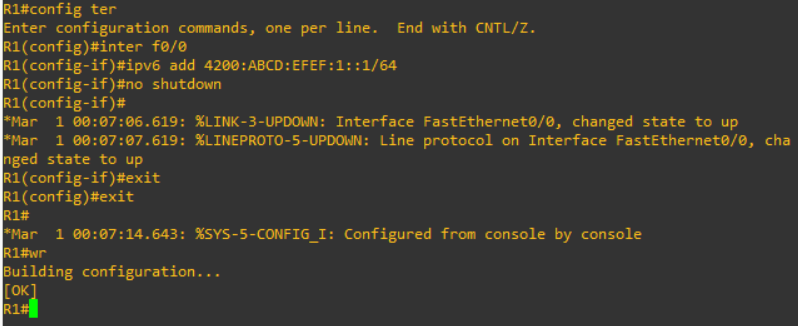 R1#config ter
Enter configuration commands, one per line.  End with CNTL/Z.
R1(config)#inter f0/0
R1(config-if)#ipv6 add 4200:ABCD:EFEF:1::1/64
R1(config-if)#no shutdown
R1(config-if)#
*Mar  1 00:07:06.619: %LINK-3-UPDOWN: Interface FastEthernet0/0, changed state to up
*Mar  1 00:07:07.619: %LINEPROTO-5-UPDOWN: Line protocol on Interface FastEthernet0/0, cha
nged state to up
R1(config-if)#exit
R1(config)#exit
R1#
*Mar  1 00:07:14.643: %SYS-5-CONFIG_I: Configured from console by console
R1#wr
Building configuration...
[OK]
R1#